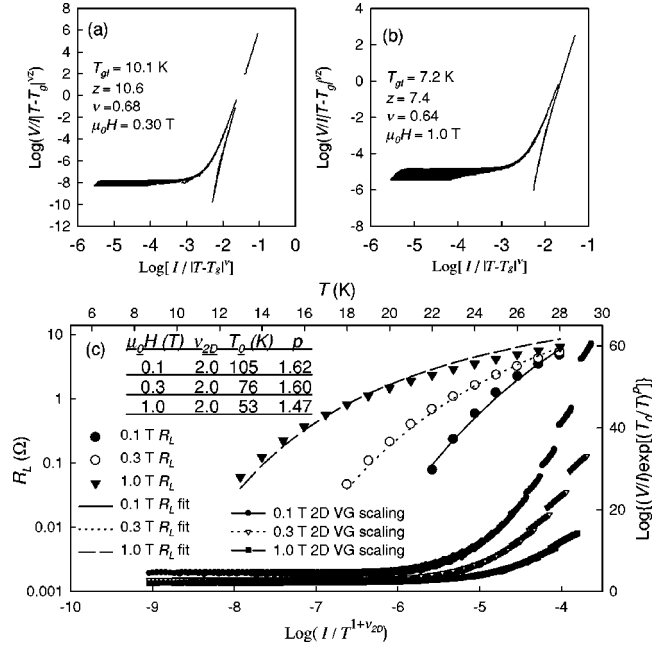 (a)
T_gl = 10.1 K
z = 10.6
ν = 0.68
μ₀H = 0.30 T
Log(V/I|T-T_g|^νz)
8
6
4
2
0
-2
-4
-6
-8
-10
12
-6 -5 -4 -3 -2 -1 0
Log[ I / |T-T_g|^ν]
(b)
T_gl = 7.2 K
z = 7.4
ν = 0.64
μ₀H = 1.0 T
Log(V/I|T-T_g|^νz)
4
0
-4
-8
-6 -5 -4 -3 -2 -1
Log[ I / |T-T_g|^ν]
T (K)
6 8 10 12 14 16 18 20 22 24 26 28 30
(c)
μ₀H (T) ν₂D T₀ (K) p
0.1 2.0 105 1.62
0.3 2.0 76 1.60
1.0 2.0 53 1.47
0.1 T R_L
0.3 T R_L
1.0 T R_L
0.1 T R_L fit
0.3 T R_L fit
1.0 T R_L fit
0.1 T 2D VG scaling
0.3 T 2D VG scaling
1.0 T 2D VG scaling
R_L (Ω)
10
1
0.1
0.01
0.001
Log{(V/I)exp[(T₀/T)^p]}
60
40
20
0
-10 -9 -8 -7 -6 -5 -4
Log( I / T^1+ν₂D)